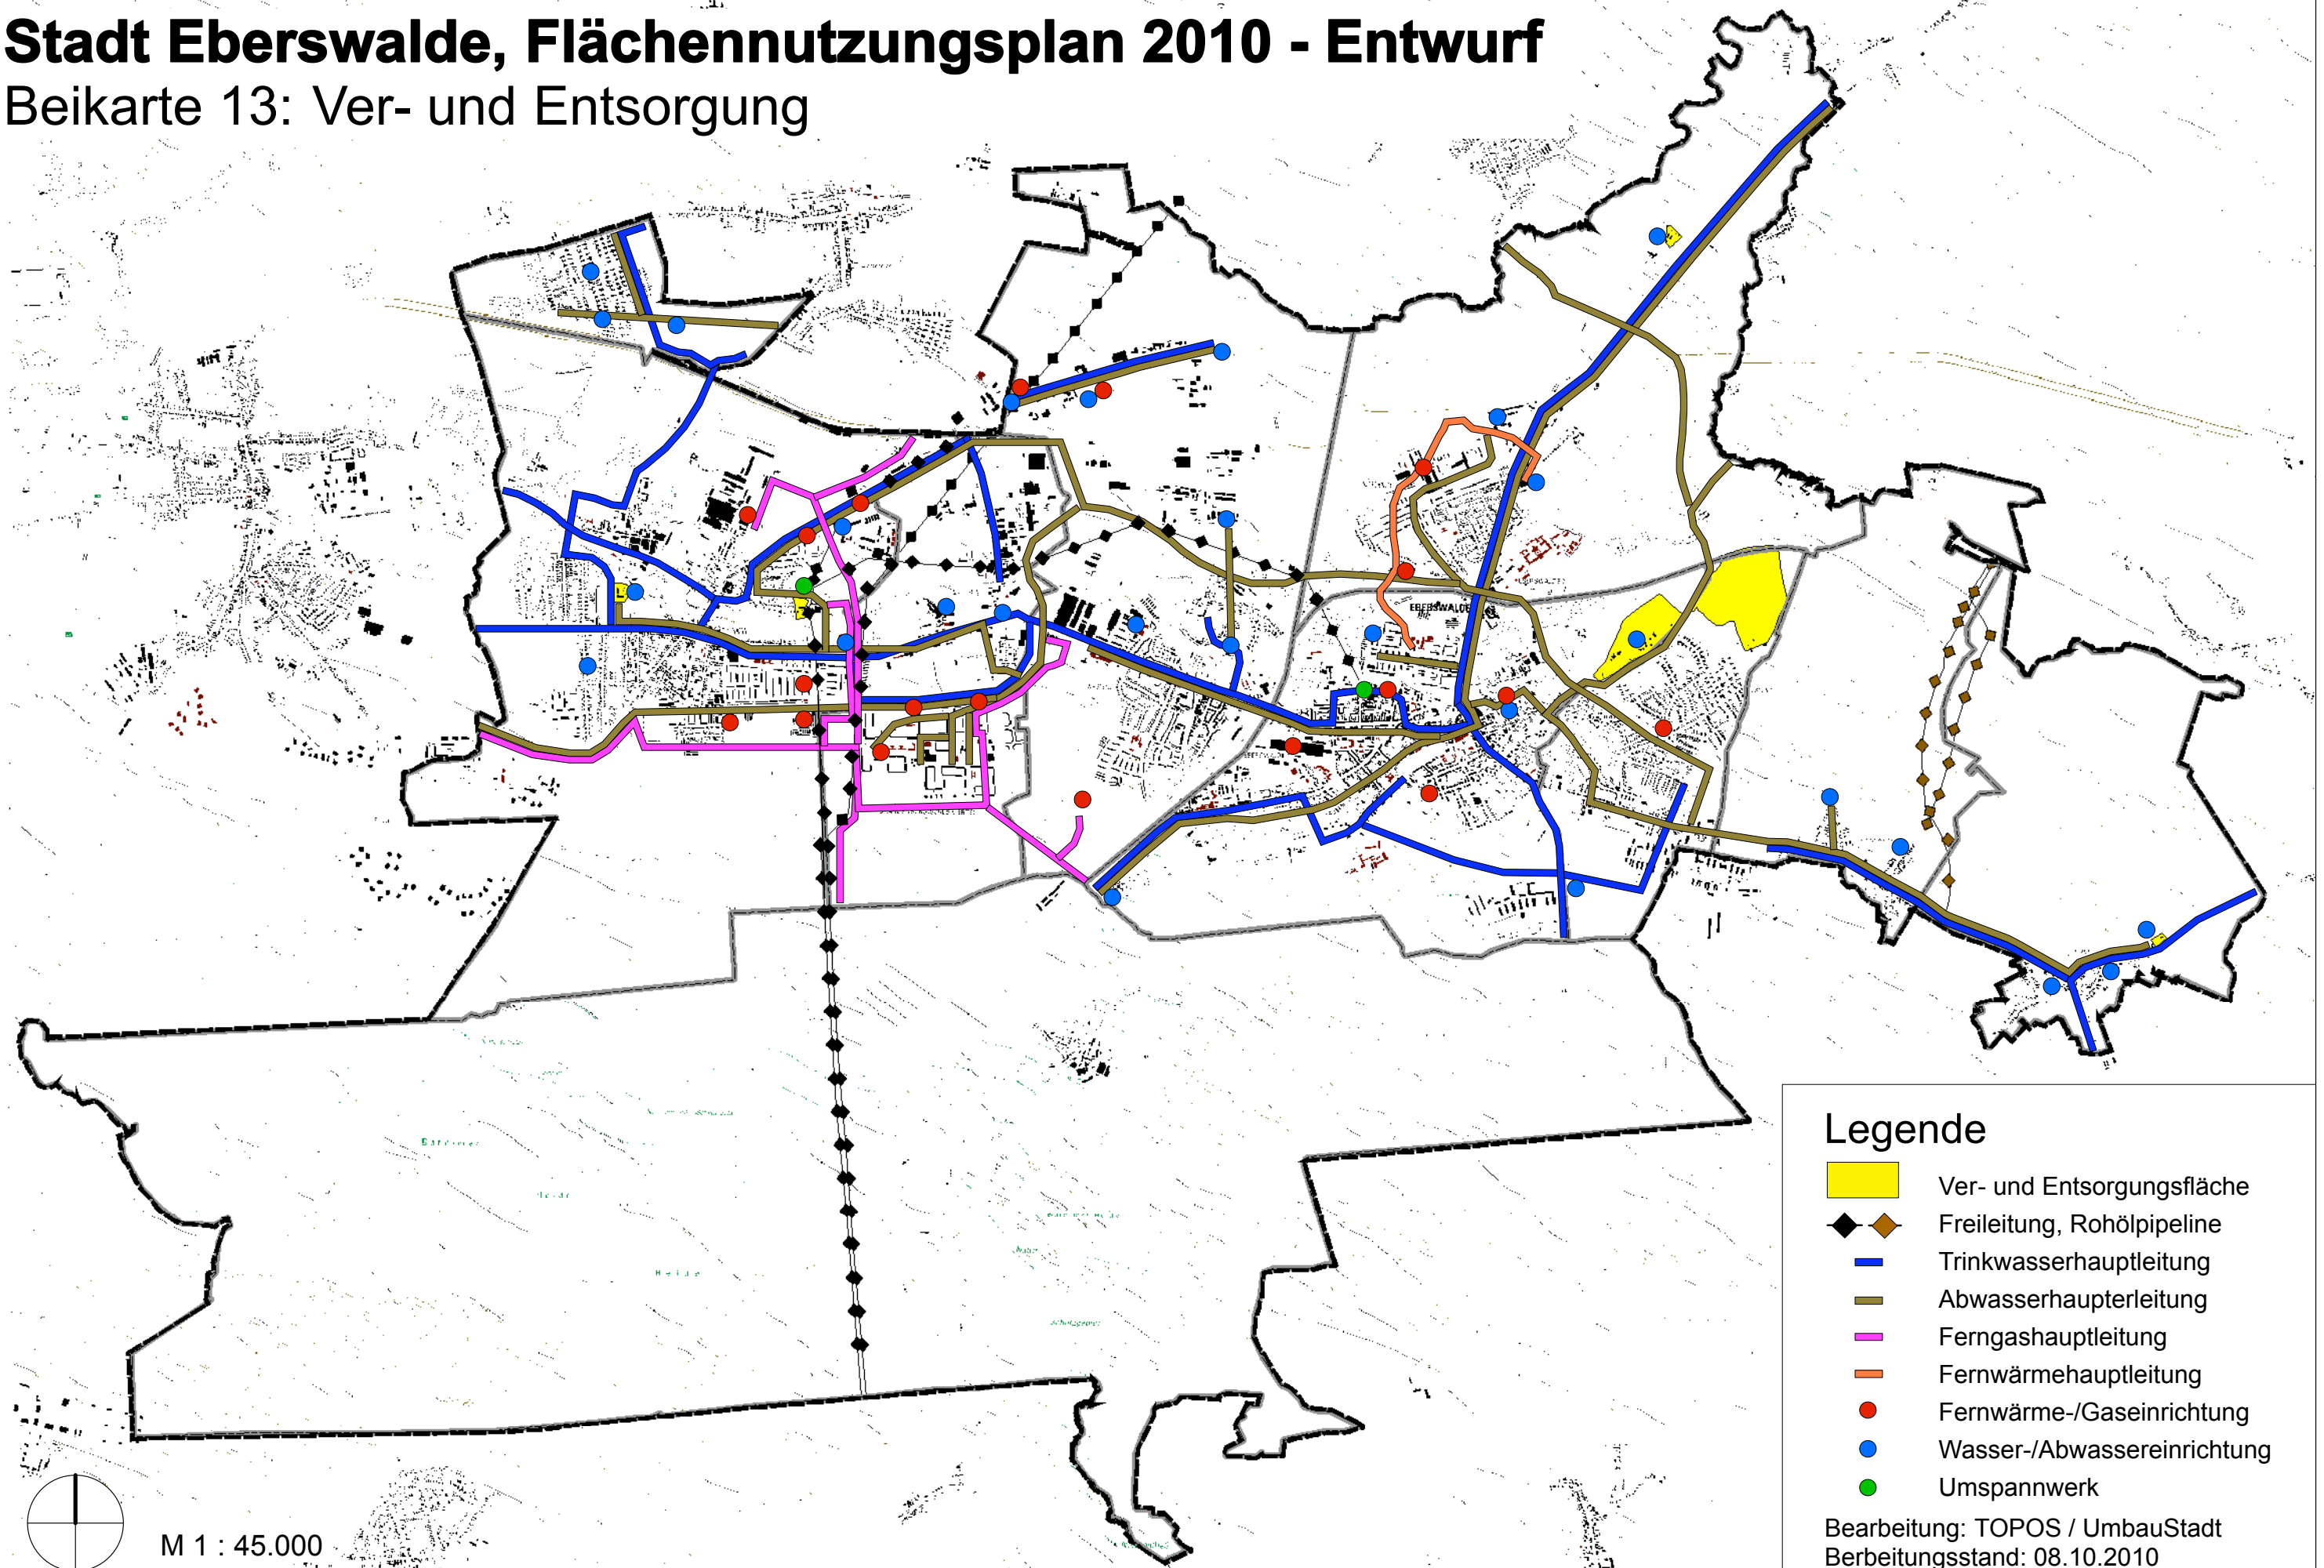 Stadt Eberswalde, Flächennutzungsplan 2010 - Entwurf
Beikarte 13: Ver- und Entsorgung
EBERSWALDE
Heide
Legende
Ver- und Entsorgungsfläche
Freileitung, Rohölpipeline
Trinkwasserhauptleitung
Abwasserhaupterleitung
Ferngashauptleitung
Fernwärmehauptleitung
Fernwärme-/Gaseinrichtung
Wasser-/Abwassereinrichtung
Umspannwerk
Bearbeitung: TOPOS / UmbauStadt
Berbeitungsstand: 08.10.2010
M 1 : 45.000